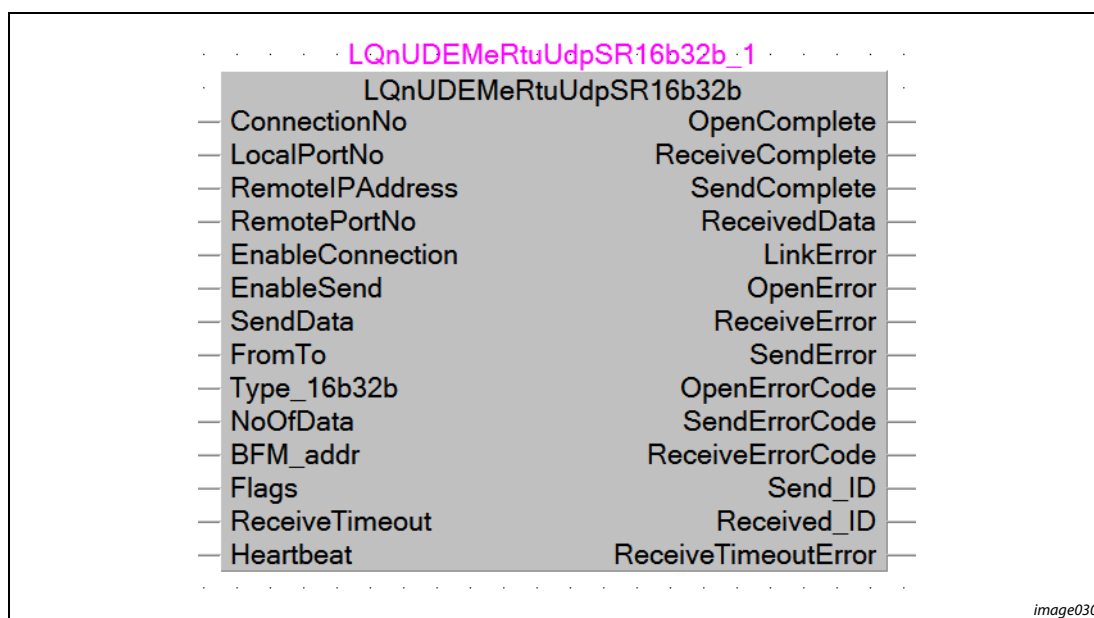 LQnUDEMeRtuUdpSR16b32b_1
LQnUDEMeRtuUdpSR16b32b
ConnectionNo OpenComplete
LocalPortNo ReceiveComplete
RemoteIPAddress SendComplete
RemotePortNo ReceivedData
EnableConnection LinkError
EnableSend OpenError
SendData ReceiveError
FromTo SendError
Type_16b32b OpenErrorCode
NoOfData SendErrorCode
BFM_addr ReceiveErrorCode
Flags Send_ID
ReceiveTimeout Received_ID
Heartbeat ReceiveTimeoutError
image030